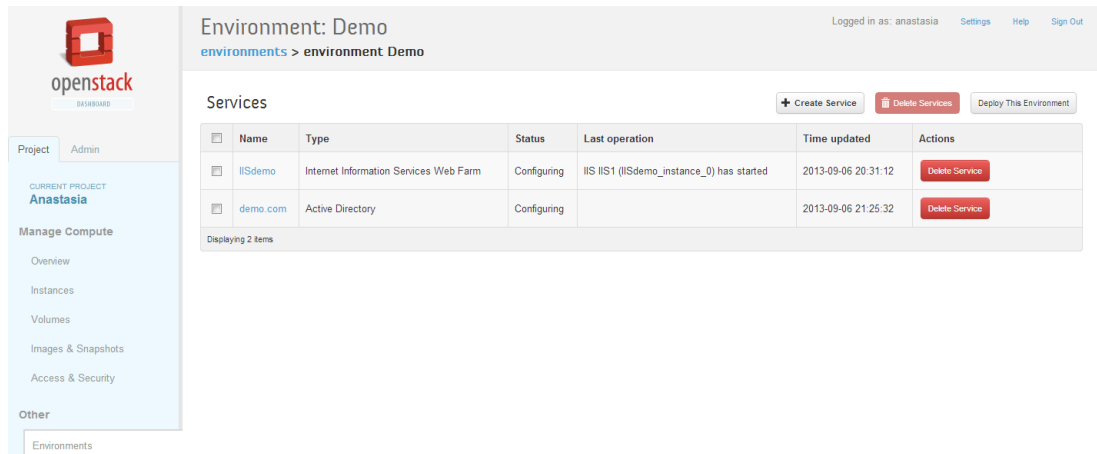 openstack
DASHBOARD
Project Admin
CURRENT PROJECT
Anastasia
Manage Compute
Overview
Instances
Volumes
Images & Snapshots
Access & Security
Other
Environments
Environment: Demo
environments > environment Demo
Logged in as: anastasia Settings Help Sign Out
Services
Create Service Delete Services Deploy This Environment
Name Type Status Last operation Time updated Actions
IISdemo Internet Information Services Web Farm Configuring IIS IIS1 (IISdemo_instance_0) has started 2013-09-06 20:31:12 Delete Service
demo.com Active Directory Configuring 2013-09-06 21:25:32 Delete Service
Displaying 2 items